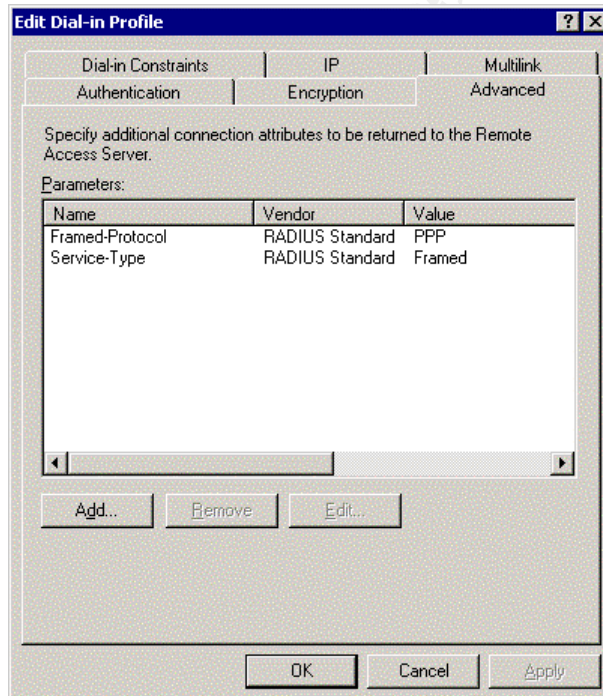 Edit Dial-in Profile
Dial-in Constraints IP Multilink
Authentication Encryption Advanced
Specify additional connection attributes to be returned to the Remote
Access Server.
Parameters:
Name Vendor Value
Framed-Protocol RADIUS Standard PPP
Service-Type RADIUS Standard Framed
Add... Remove Edit...
OK Cancel Apply